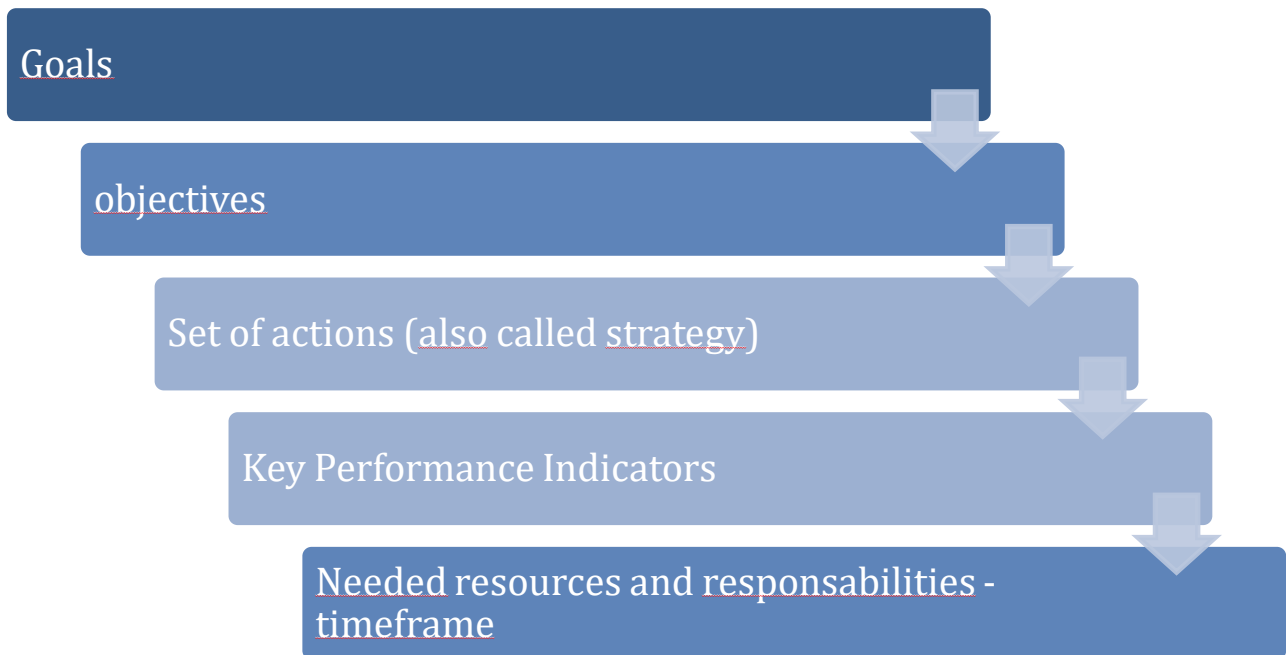 Goals
objectives
Set of actions (also called strategy)
Key Performance Indicators
Needed resources and responsabilities -
timeframe